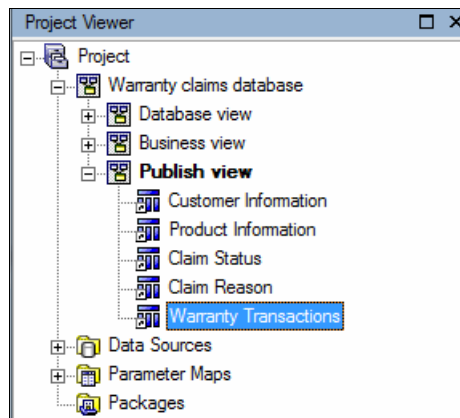 Project Viewer
Project
Warranty claims database
Database view
Business view
Publish view
Customer Information
Product Information
Claim Status
Claim Reason
Warranty Transactions
Data Sources
Parameter Maps
Packages